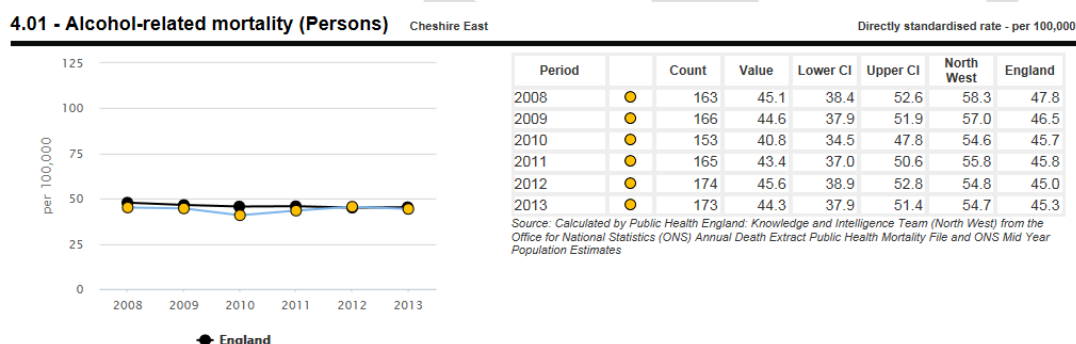 4.01 - Alcohol-related mortality (Persons) Cheshire East Directly standardised rate - per 100,000
125
100
75
50
25
0
per 100,000
2008 2009 2010 2011 2012 2013
England
Period Count Value Lower CI Upper CI North West England
2008 163 45.1 38.4 52.6 58.3 47.8
2009 166 44.6 37.9 51.9 57.0 46.5
2010 153 40.8 34.5 47.8 54.6 45.7
2011 165 43.4 37.0 50.6 55.8 45.8
2012 174 45.6 38.9 52.8 54.8 45.0
2013 173 44.3 37.9 51.4 54.7 45.3
Source: Calculated by Public Health England: Knowledge and Intelligence Team (North West) from the
Office for National Statistics (ONS) Annual Death Extract Public Health Mortality File and ONS Mid Year
Population Estimates